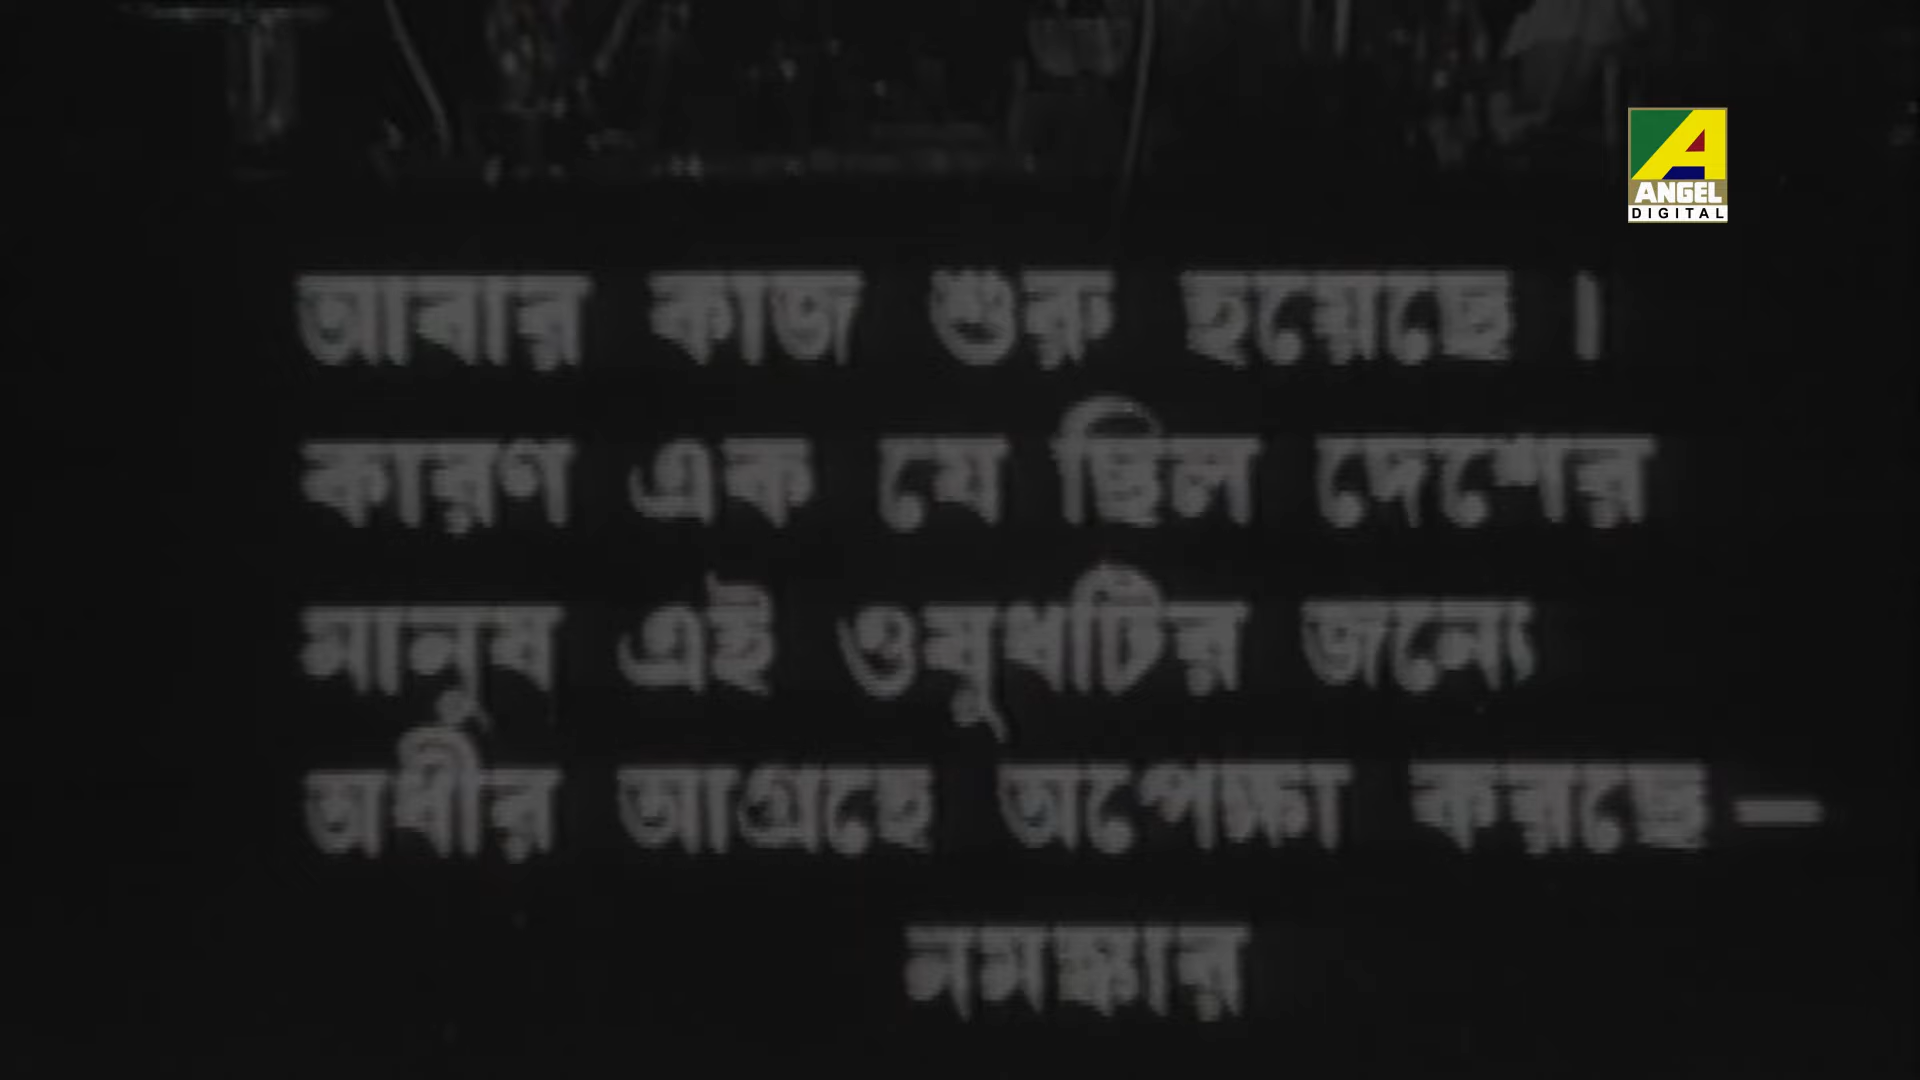 ANGEL
DIGITAL
আবার কাজ শুরু হয়েছে ।
কারণ এক যে ছিল দেশের
মানুষ এই ওষুধটির জন্যে
অধীর আগ্রহে অপেক্ষা করছে —
নমস্কার